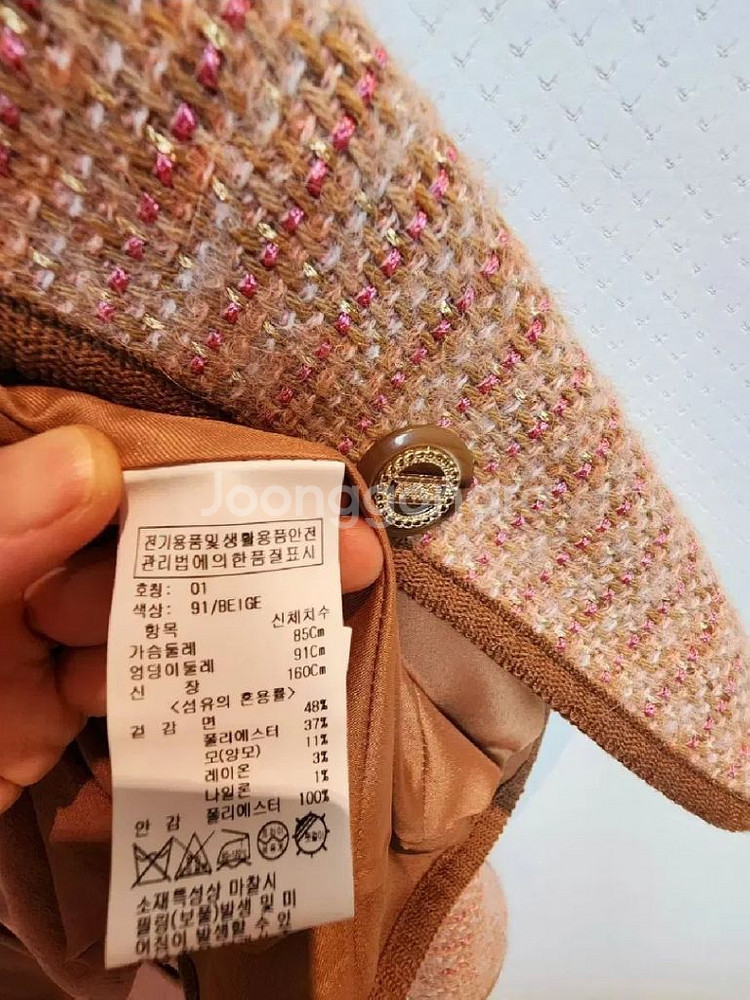 Joonggonara
전기용품및생활용품안전
관리법에의한품질표시
호칭: 01
색상: 91/BEIGE
항목 신체치수
가슴둘레 85Cm
엉덩이둘레 91Cm
신 장 160Cm
<섬유의 혼용률>
겉 감 면 48%
폴리에스터 37%
모(양모) 11%
레이온 3%
나일론 1%
안 감 폴리에스터 100%
소재특성상 마찰시
필링(보풀)발생 및 미
어짐이 발생할 수 있